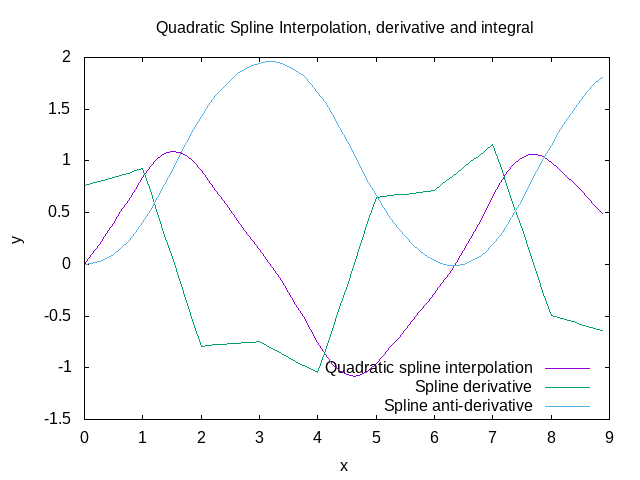 Quadratic Spline Interpolation, derivative and integral
2
1.5
1
0.5
0
-0.5
-1
-1.5
y
Quadratic spline interpolation
Spline derivative
Spline anti-derivative
0 1 2 3 4 5 6 7 8 9
x